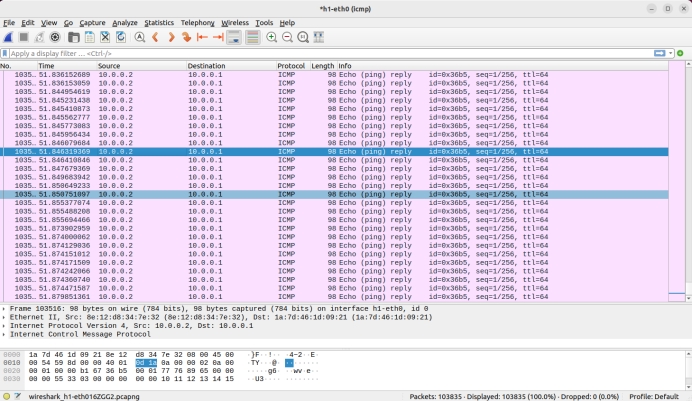 *h1-eth0 (icmp)
File Edit View Go Capture Analyze Statistics Telephony Wireless Tools Help
Apply a display filter ... <Ctrl-/>
No. Time Source Destination Protocol Length Info
1035… 51.836152689 10.0.0.2 10.0.0.1 ICMP 98 Echo (ping) reply id=0x36b5, seq=1/256, ttl=64
1035… 51.836153050 10.0.0.2 10.0.0.1 ICMP 98 Echo (ping) reply id=0x36b5, seq=1/256, ttl=64
1035… 51.844954619 10.0.0.2 10.0.0.1 ICMP 98 Echo (ping) reply id=0x36b5, seq=1/256, ttl=64
1035… 51.845231438 10.0.0.2 10.0.0.1 ICMP 98 Echo (ping) reply id=0x36b5, seq=1/256, ttl=64
1035… 51.845410873 10.0.0.2 10.0.0.1 ICMP 98 Echo (ping) reply id=0x36b5, seq=1/256, ttl=64
1035… 51.845562777 10.0.0.2 10.0.0.1 ICMP 98 Echo (ping) reply id=0x36b5, seq=1/256, ttl=64
1035… 51.845773083 10.0.0.2 10.0.0.1 ICMP 98 Echo (ping) reply id=0x36b5, seq=1/256, ttl=64
1035… 51.845956434 10.0.0.2 10.0.0.1 ICMP 98 Echo (ping) reply id=0x36b5, seq=1/256, ttl=64
1035… 51.846079684 10.0.0.2 10.0.0.1 ICMP 98 Echo (ping) reply id=0x36b5, seq=1/256, ttl=64
1035… 51.846319369 10.0.0.2 10.0.0.1 ICMP 98 Echo (ping) reply id=0x36b5, seq=1/256, ttl=64
1035… 51.846410846 10.0.0.2 10.0.0.1 ICMP 98 Echo (ping) reply id=0x36b5, seq=1/256, ttl=64
1035… 51.847679369 10.0.0.2 10.0.0.1 ICMP 98 Echo (ping) reply id=0x36b5, seq=1/256, ttl=64
1035… 51.849683942 10.0.0.2 10.0.0.1 ICMP 98 Echo (ping) reply id=0x36b5, seq=1/256, ttl=64
1035… 51.850649233 10.0.0.2 10.0.0.1 ICMP 98 Echo (ping) reply id=0x36b5, seq=1/256, ttl=64
1035… 51.850751097 10.0.0.2 10.0.0.1 ICMP 98 Echo (ping) reply id=0x36b5, seq=1/256, ttl=64
1035… 51.855377074 10.0.0.2 10.0.0.1 ICMP 98 Echo (ping) reply id=0x36b5, seq=1/256, ttl=64
1035… 51.855488208 10.0.0.2 10.0.0.1 ICMP 98 Echo (ping) reply id=0x36b5, seq=1/256, ttl=64
1035… 51.855694466 10.0.0.2 10.0.0.1 ICMP 98 Echo (ping) reply id=0x36b5, seq=1/256, ttl=64
1035… 51.873902959 10.0.0.2 10.0.0.1 ICMP 98 Echo (ping) reply id=0x36b5, seq=1/256, ttl=64
1035… 51.874000062 10.0.0.2 10.0.0.1 ICMP 98 Echo (ping) reply id=0x36b5, seq=1/256, ttl=64
1035… 51.874129036 10.0.0.2 10.0.0.1 ICMP 98 Echo (ping) reply id=0x36b5, seq=1/256, ttl=64
1035… 51.874151012 10.0.0.2 10.0.0.1 ICMP 98 Echo (ping) reply id=0x36b5, seq=1/256, ttl=64
1035… 51.874171509 10.0.0.2 10.0.0.1 ICMP 98 Echo (ping) reply id=0x36b5, seq=1/256, ttl=64
1035… 51.874242066 10.0.0.2 10.0.0.1 ICMP 98 Echo (ping) reply id=0x36b5, seq=1/256, ttl=64
1035… 51.874360740 10.0.0.2 10.0.0.1 ICMP 98 Echo (ping) reply id=0x36b5, seq=1/256, ttl=64
1035… 51.874471587 10.0.0.2 10.0.0.1 ICMP 98 Echo (ping) reply id=0x36b5, seq=1/256, ttl=64
1035… 51.879851361 10.0.0.2 10.0.0.1 ICMP 98 Echo (ping) reply id=0x36b5, seq=1/256, ttl=64
Frame 103516: 98 bytes on wire (784 bits), 98 bytes captured (784 bits) on interface h1-eth0, id 0
Ethernet II, Src: 8e:12:d8:34:7e:32 (8e:12:d8:34:7e:32), Dst: 1a:7d:46:1d:09:21 (1a:7d:46:1d:09:21)
Internet Protocol Version 4, Src: 10.0.0.2, Dst: 10.0.0.1
Internet Control Message Protocol
0000 1a 7d 46 1d 09 21 8e 12 d8 34 7e 32 08 00 45 00 ·}F··!·· ·4~2··E·
0010 00 54 59 8d 00 00 40 01 0d 1a 0a 00 00 02 0a 00 ·TY···@· ········
0020 00 01 00 00 b1 67 36 b5 00 01 77 76 89 65 00 00 ·····g6· ··wv·e··
0030 00 00 55 33 03 00 00 00 00 00 10 11 12 13 14 15 ··U3···· ········
wireshark_h1-eth016ZGG2.pcapng Packets: 103835 · Displayed: 103835 (100.0%) · Dropped: 0 (0.0%) Profile: Default